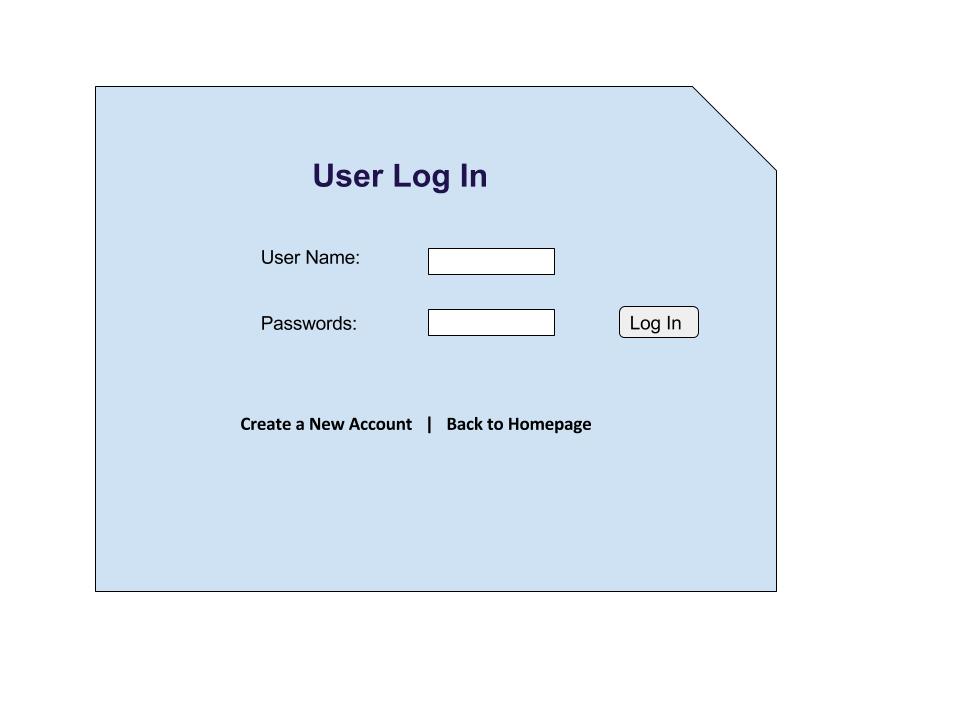 User Log In
User Name:
Passwords:
Log In
Create a New Account | Back to Homepage